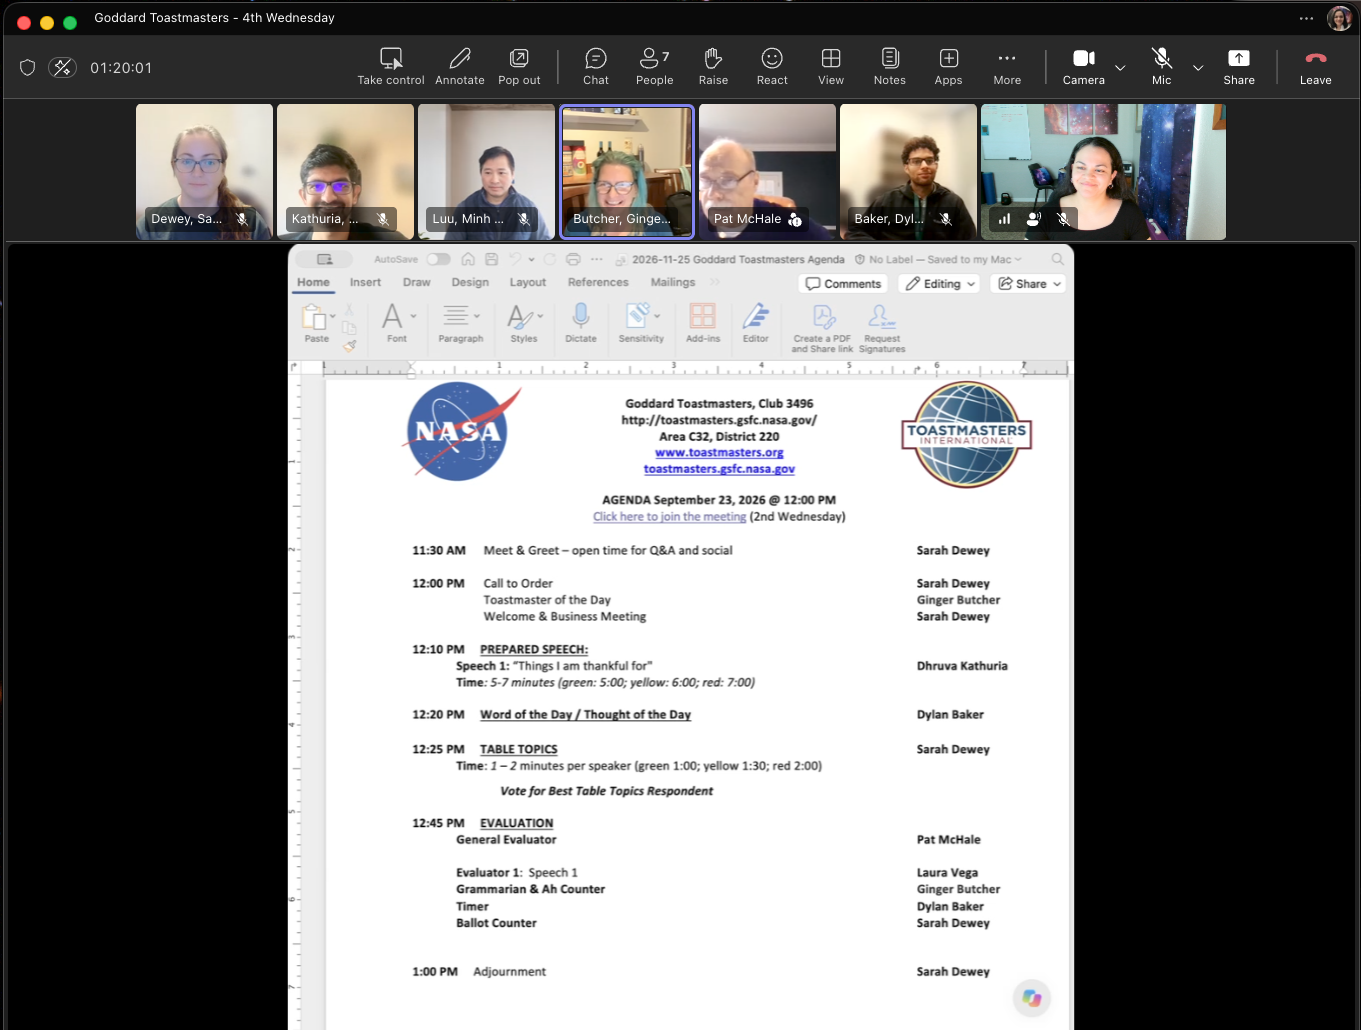 Goddard Toastmasters - 4th Wednesday
01:20:01
Take control
Annotate
Pop out
Chat
People
7
Raise
React
View
Notes
Apps
More
Camera
Mic
Share
Leave
Dewey, Sa...
Kathuria, ...
Luu, Minh ...
Butcher, Ginge...
Pat McHale
Baker, Dyl...
AutoSave
2026-11-25 Goddard Toastmasters Agenda
No Label — Saved to my Mac
Home Insert Draw Design Layout References Mailings
Comments Editing Share
Paste
Font
Paragraph
Styles
Dictate
Sensitivity
Add-ins
Editor
Create a PDF and Share link
Request Signatures
1 1 2 3 4 5 6 7
NASA
Goddard Toastmasters, Club 3496
http://toastmasters.gsfc.nasa.gov/
Area C32, District 220
www.toastmasters.org
toastmasters.gsfc.nasa.gov
TOASTMASTERS
INTERNATIONAL
AGENDA September 23, 2026 @ 12:00 PM
Click here to join the meeting (2nd Wednesday)
11:30 AM Meet & Greet – open time for Q&A and social Sarah Dewey
12:00 PM Call to Order Sarah Dewey
Toastmaster of the Day Ginger Butcher
Welcome & Business Meeting Sarah Dewey
12:10 PM PREPARED SPEECH:
Speech 1: "Things I am thankful for" Dhruva Kathuria
Time: 5-7 minutes (green: 5:00; yellow: 6:00; red: 7:00)
12:20 PM Word of the Day / Thought of the Day Dylan Baker
12:25 PM TABLE TOPICS Sarah Dewey
Time: 1 – 2 minutes per speaker (green 1:00; yellow 1:30; red 2:00)
Vote for Best Table Topics Respondent
12:45 PM EVALUATION
General Evaluator Pat McHale
Evaluator 1: Speech 1 Laura Vega
Grammarian & Ah Counter Ginger Butcher
Timer Dylan Baker
Ballot Counter Sarah Dewey
1:00 PM Adjournment Sarah Dewey